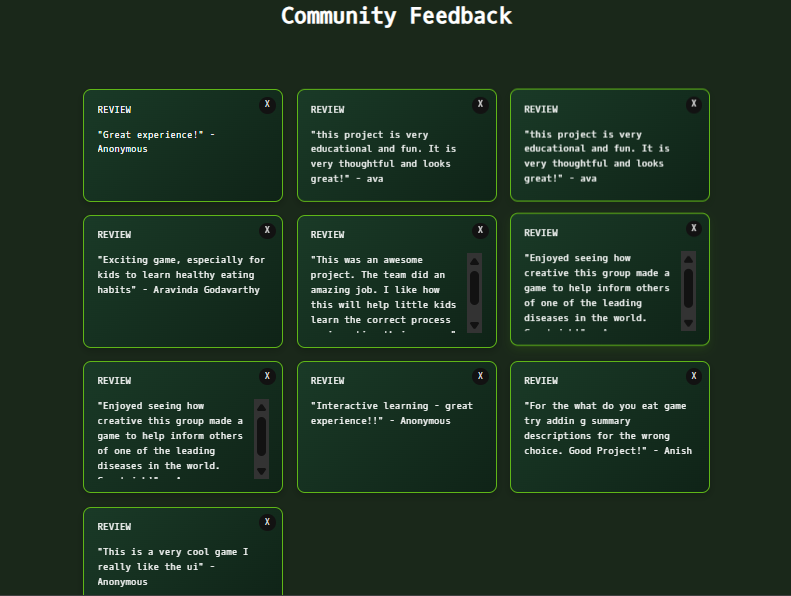 Community Feedback
REVIEW
X
"Great experience!" -
Anonymous
REVIEW
X
"this project is very
educational and fun. It is
very thoughtful and looks
great!" - ava
REVIEW
X
"this project is very
educational and fun. It is
very thoughtful and looks
great!" - ava
REVIEW
X
"Exciting game, especially for
kids to learn healthy eating
habits" - Aravinda Godavarthy
REVIEW
X
"This was an awesome
project. The team did an
amazing job. I like how
this will help little kids
learn the correct process
REVIEW
X
"Enjoyed seeing how
creative this group made a
game to help inform others
of one of the leading
diseases in the world.
REVIEW
X
"Enjoyed seeing how
creative this group made a
game to help inform others
of one of the leading
diseases in the world.
REVIEW
X
"Interactive learning - great
experience!!" - Anonymous
REVIEW
X
"For the what do you eat game
try addin g summary
descriptions for the wrong
choice. Good Project!" - Anish
REVIEW
X
"This is a very cool game I
really like the ui" -
Anonymous